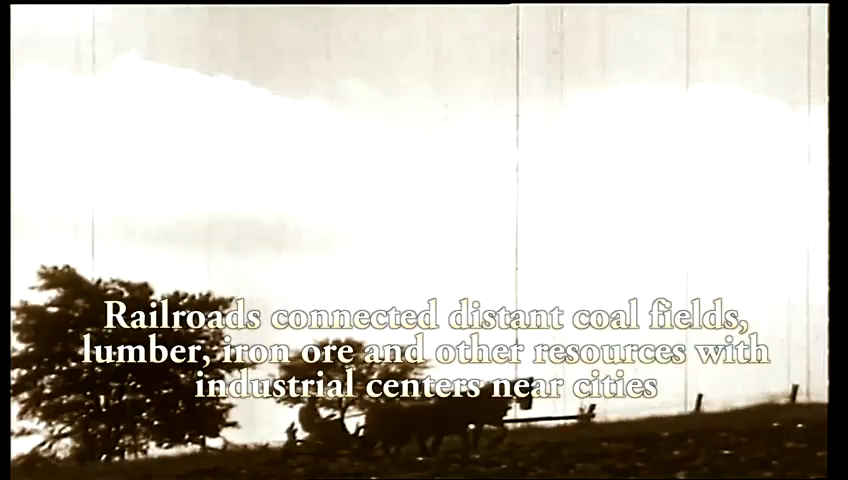 Railroads connected distant coal fields,
lumber, iron ore and other resources with
industrial centers near cities